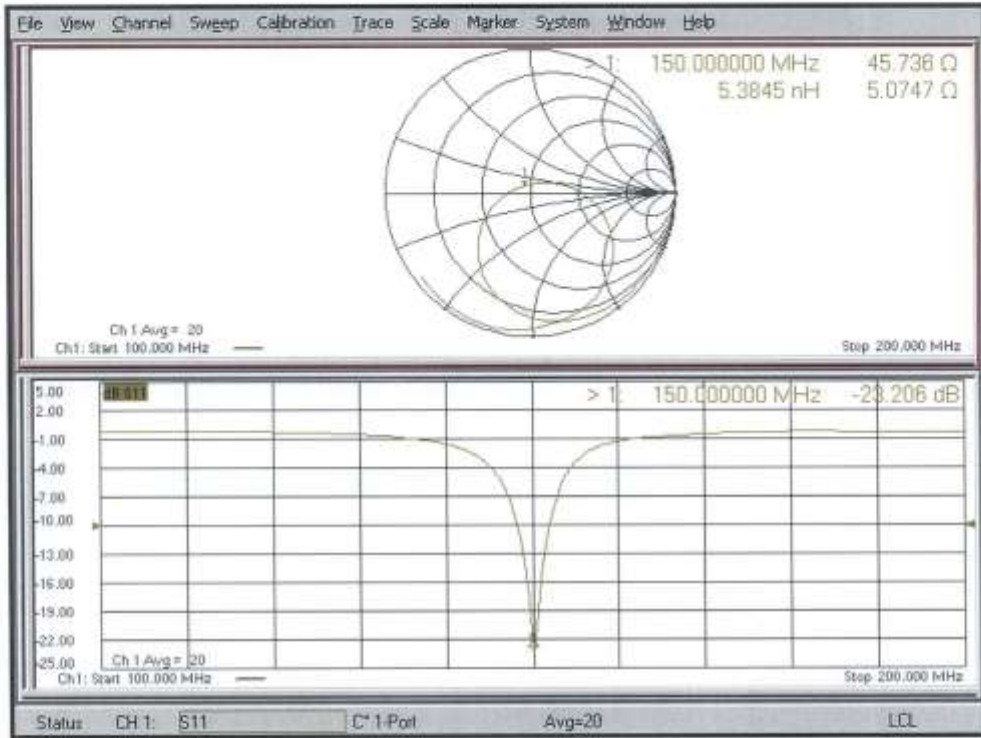 File View Channel Sweep Calibration Trace Scale Marker System Window Help
> 1: 150.000000 MHz 45.736 Ω
5.3845 nH 5.0747 Ω
1
Ch 1 Avg = 20
Ch1: Start 100.000 MHz
Stop 200.000 MHz
5.00
dB S11
> 1: 150.000000 MHz -23.206 dB
2.00
-1.00
-4.00
-7.00
-10.00
-13.00
-16.00
-19.00
-22.00
-25.00
Ch 1 Avg = 20
Ch1: Start 100.000 MHz
Stop 200.000 MHz
Status CH 1: S11 C* 1-Port Avg=20 LCL